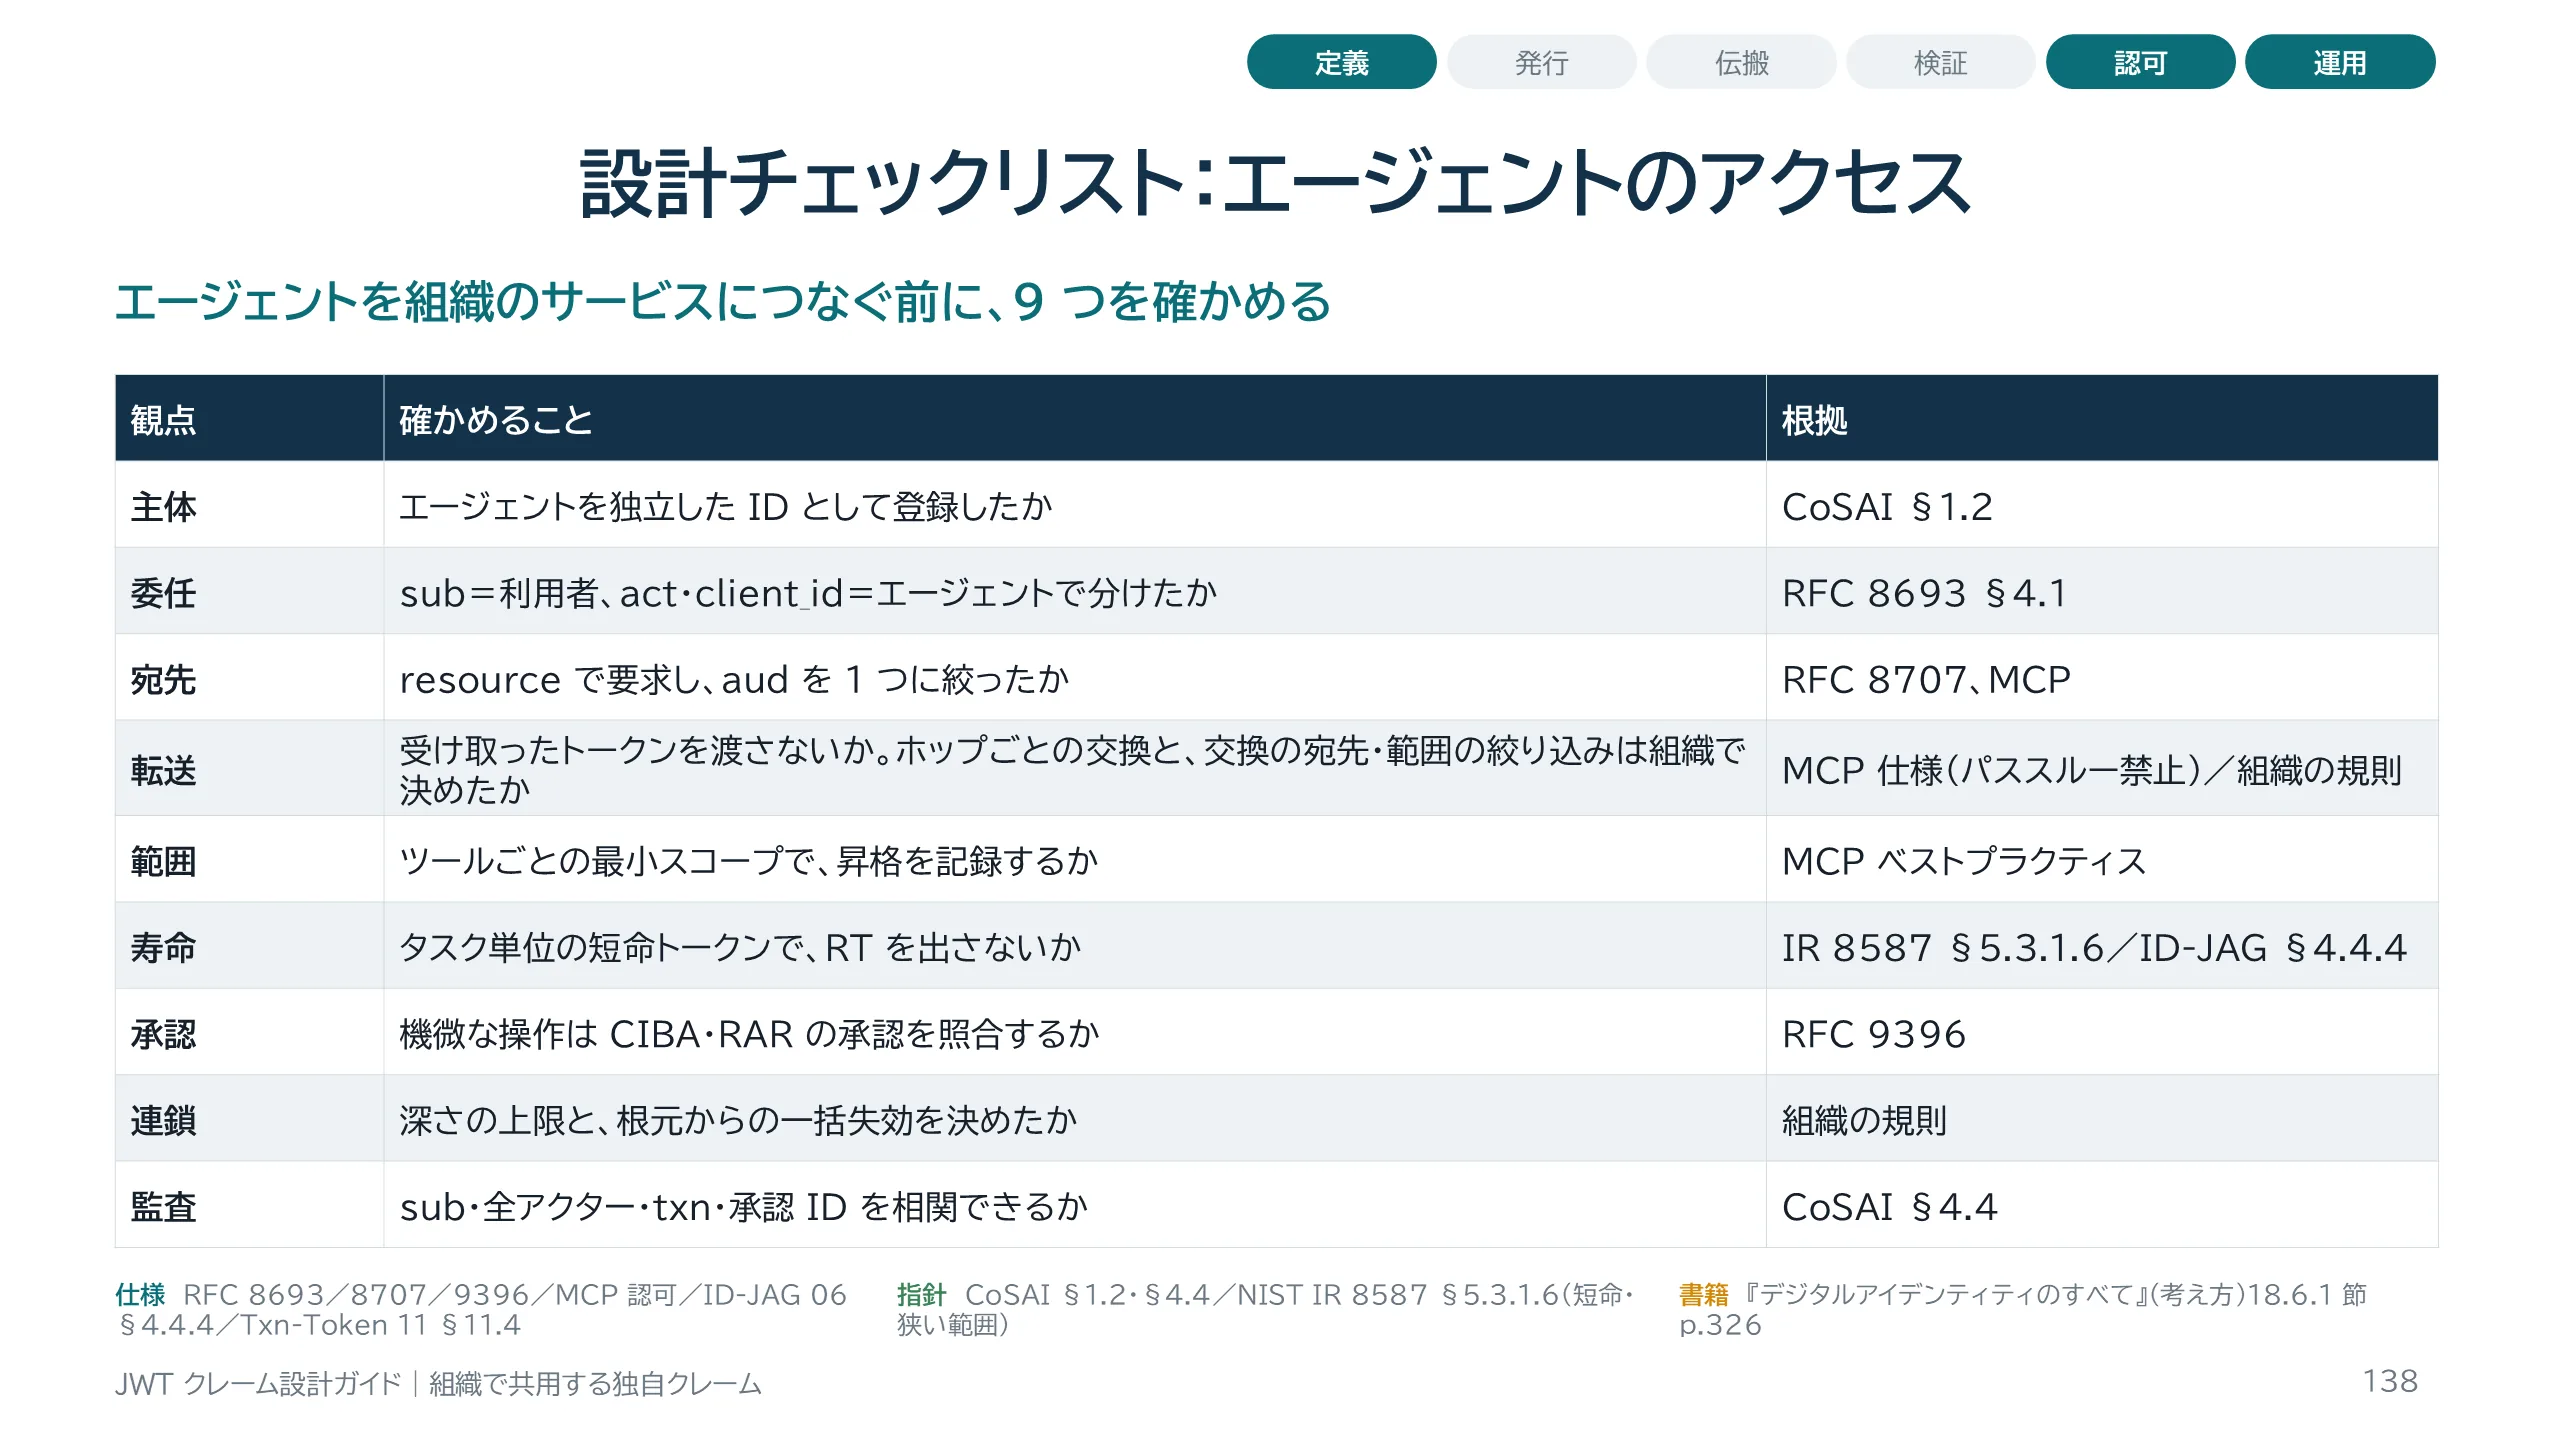 定義 発行 伝搬 検証 認可 運用
設計チェックリスト：エージェントのアクセス
エージェントを組織のサービスにつなぐ前に、9 つを確かめる
観点 確かめること 根拠
主体 エージェントを独立した ID として登録したか CoSAI §1.2
委任 sub＝利用者、act・client_id＝エージェントで分けたか RFC 8693 §4.1
宛先 resource で要求し、aud を 1 つに絞ったか RFC 8707、MCP
転送 受け取ったトークンを渡さないか。ホップごとの交換と、交換の宛先・範囲の絞り込みは組織で
決めたか MCP 仕様（パススルー禁止）／組織の規則
範囲 ツールごとの最小スコープで、昇格を記録するか MCP ベストプラクティス
寿命 タスク単位の短命トークンで、RT を出さないか IR 8587 §5.3.1.6／ID-JAG §4.4.4
承認 機微な操作は CIBA・RAR の承認を照合するか RFC 9396
連鎖 深さの上限と、根元からの一括失効を決めたか 組織の規則
監査 sub・全アクター・txn・承認 ID を相関できるか CoSAI §4.4
仕様 RFC 8693／8707／9396／MCP 認可／ID-JAG 06
§4.4.4／Txn-Token 11 §11.4
指針 CoSAI §1.2・§4.4／NIST IR 8587 §5.3.1.6（短命・
狭い範囲）
書籍 『デジタルアイデンティティのすべて』（考え方）18.6.1 節
p.326
JWT クレーム設計ガイド｜組織で共用する独自クレーム
138